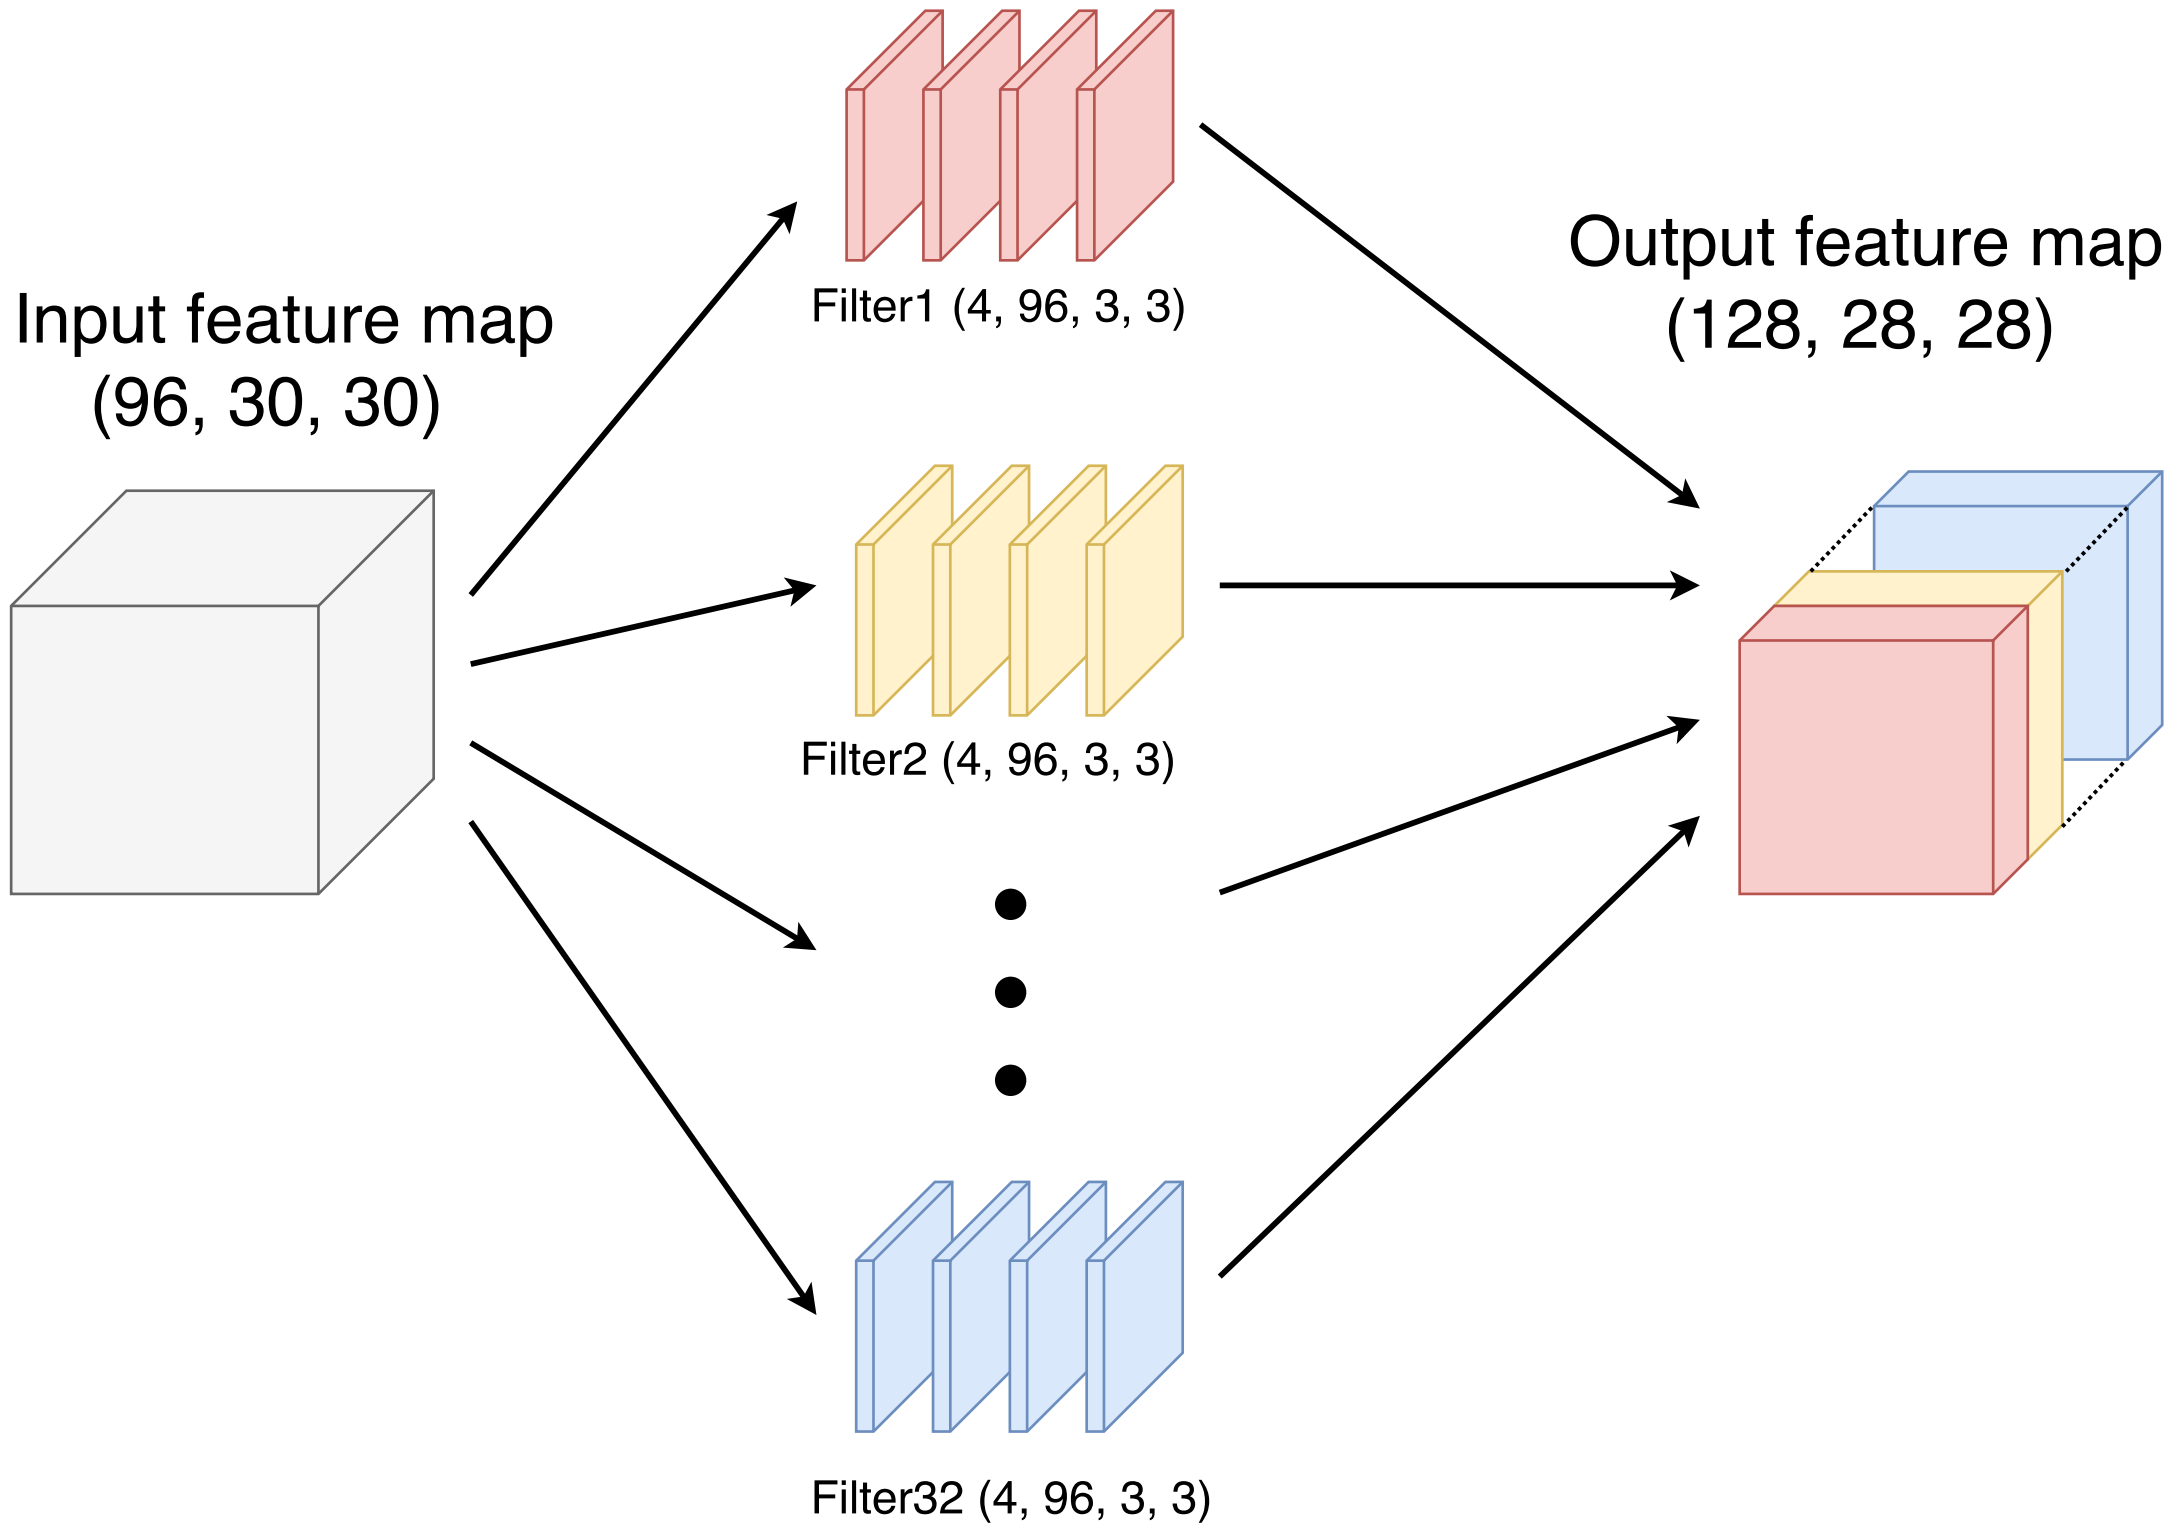 Input feature map
(96, 30, 30)
Filter1 (4, 96, 3, 3)
Filter2 (4, 96, 3, 3)
Filter32 (4, 96, 3, 3)
Output feature map
(128, 28, 28)